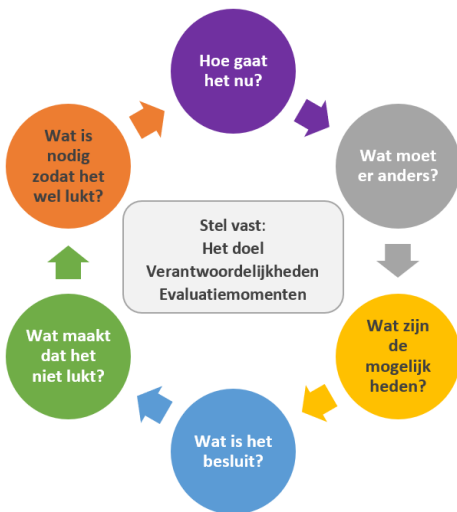 Hoe gaat
het nu?
Wat moet
er anders?
Wat zijn
de
mogelijk
heden?
Wat is het
besluit?
Wat maakt
dat het
niet lukt?
Wat is
nodig
zodat het
wel lukt?
Stel vast:
Het doel
Verantwoordelijkheden
Evaluatiemomenten